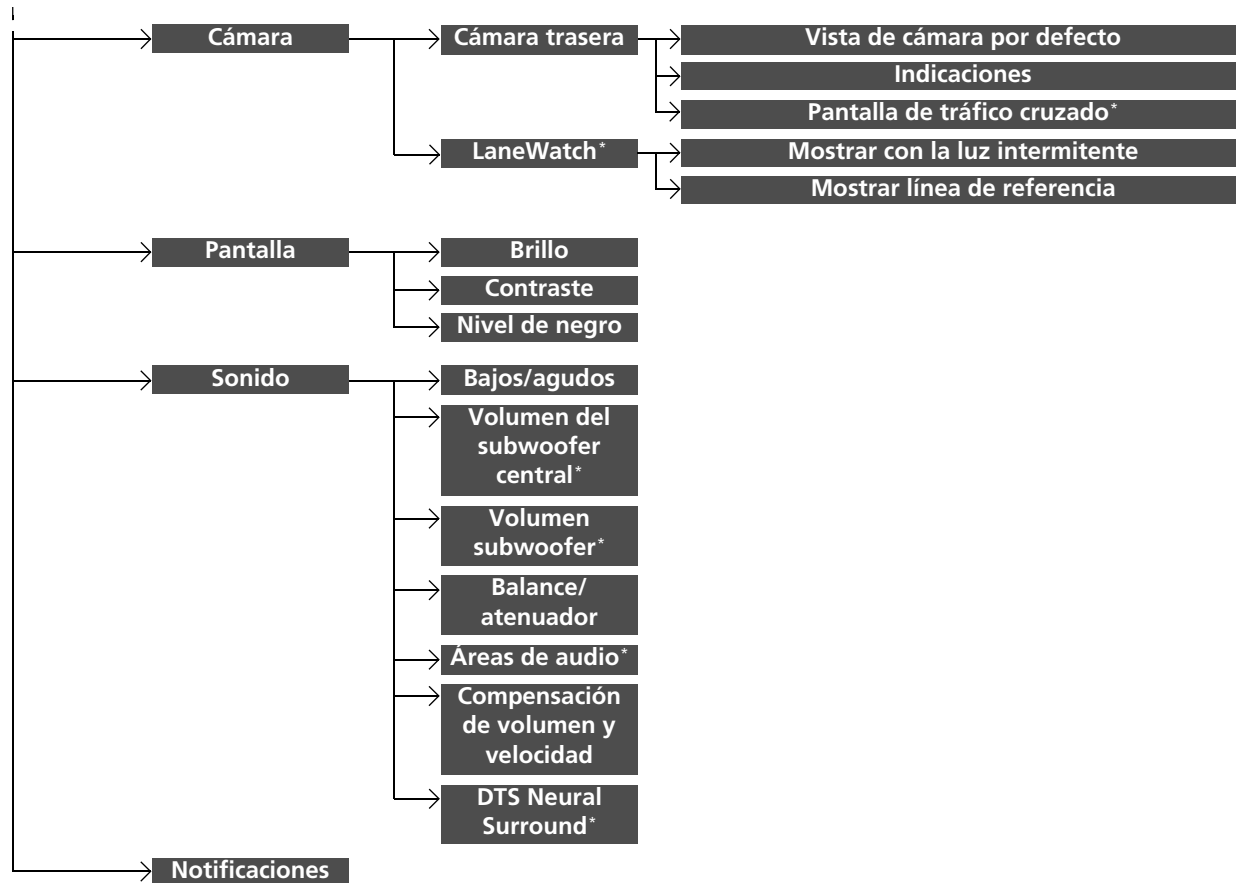 Cámara
Cámara trasera
Vista de cámara por defecto
Indicaciones
Pantalla de tráfico cruzado*
LaneWatch*
Mostrar con la luz intermitente
Mostrar línea de referencia
Pantalla
Brillo
Contraste
Nivel de negro
Sonido
Bajos/agudos
Volumen del
subwoofer
central*
Volumen
subwoofer*
Balance/
atenuador
Áreas de audio*
Compensación
de volumen y
velocidad
DTS Neural
Surround*
Notificaciones